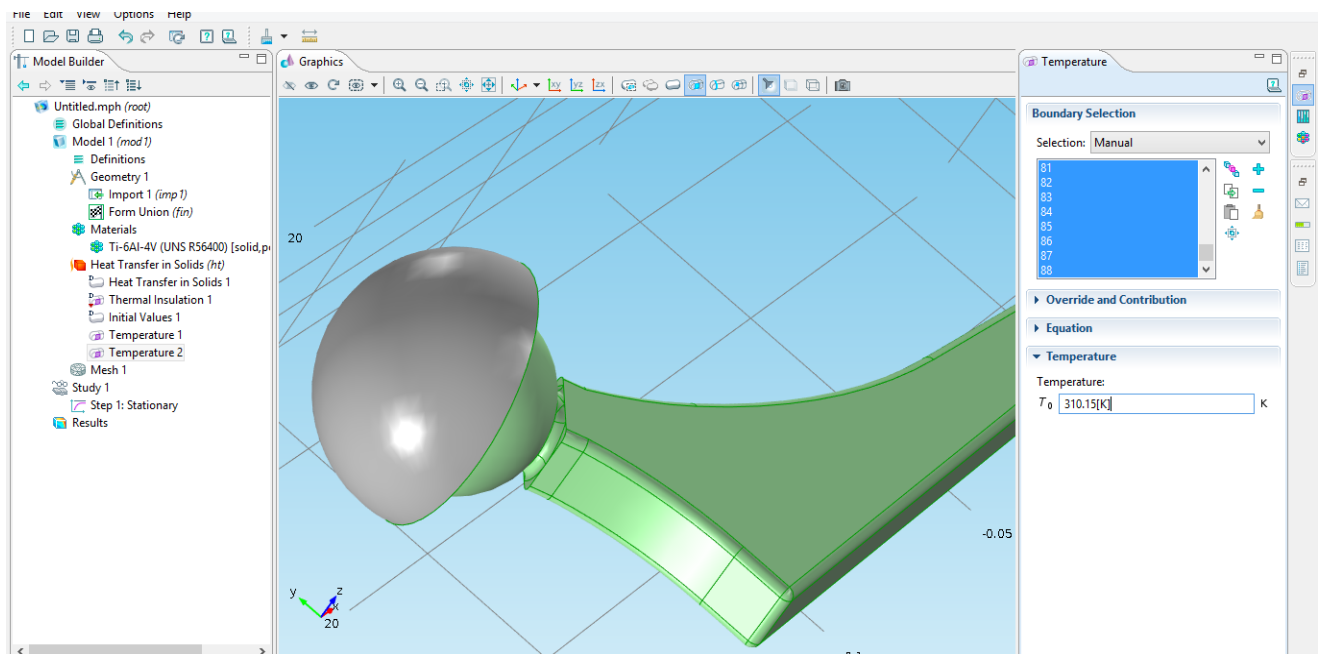 File Edit View Options Help
Model Builder
Untitled.mph (root)
Global Definitions
Model 1 (mod1)
Definitions
Geometry 1
Import 1 (imp1)
Form Union (fin)
Materials
Ti-6Al-4V (UNS R56400) [solid,p
Heat Transfer in Solids (ht)
Heat Transfer in Solids 1
Thermal Insulation 1
Initial Values 1
Temperature 1
Temperature 2
Mesh 1
Study 1
Step 1: Stationary
Results
Graphics
xy yz zx
20
-0.05
y z x
20
Temperature
Boundary Selection
Selection: Manual
81
82
83
84
85
86
87
88
Override and Contribution
Equation
Temperature
Temperature:
T0 310.15[K] K